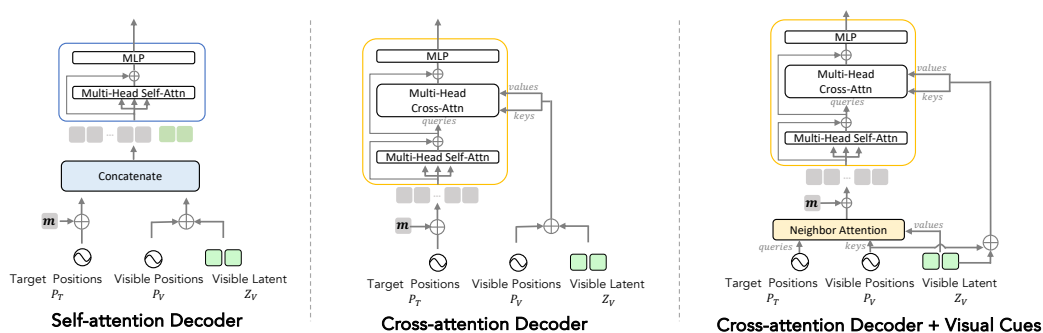 MLP
Multi-Head Self-Attn
...
Concatenate
m
Target Positions
P_T
Visible Positions
P_V
Visible Latent
Z_V
Self-attention Decoder
MLP
Multi-Head
Cross-Attn
values
keys
queries
Multi-Head Self-Attn
...
m
Target Positions
P_T
Visible Positions
P_V
Visible Latent
Z_V
Cross-attention Decoder
MLP
Multi-Head
Cross-Attn
values
keys
queries
Multi-Head Self-Attn
...
m
Neighbor Attention
queries
keys
values
Target Positions
P_T
Visible Positions
P_V
Visible Latent
Z_V
Cross-attention Decoder + Visual Cues